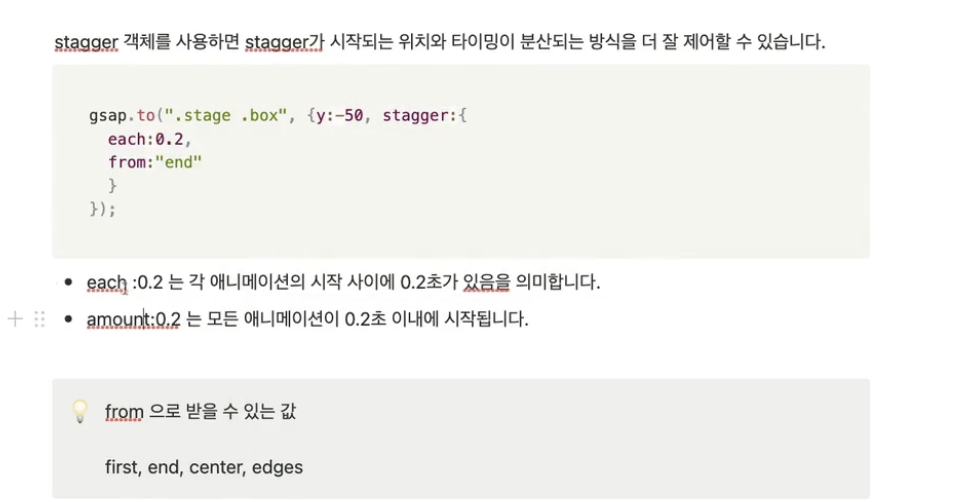 stagger 객체를 사용하면 stagger가 시작되는 위치와 타이밍이 분산되는 방식을 더 잘 제어할 수 있습니다.
gsap.to(".stage .box", {y:-50, stagger:{
each:0.2,
from:"end"
}
});
each :0.2 는 각 애니메이션의 시작 사이에 0.2초가 있음을 의미합니다.
amount:0.2 는 모든 애니메이션이 0.2초 이내에 시작됩니다.
from 으로 받을 수 있는 값
first, end, center, edges